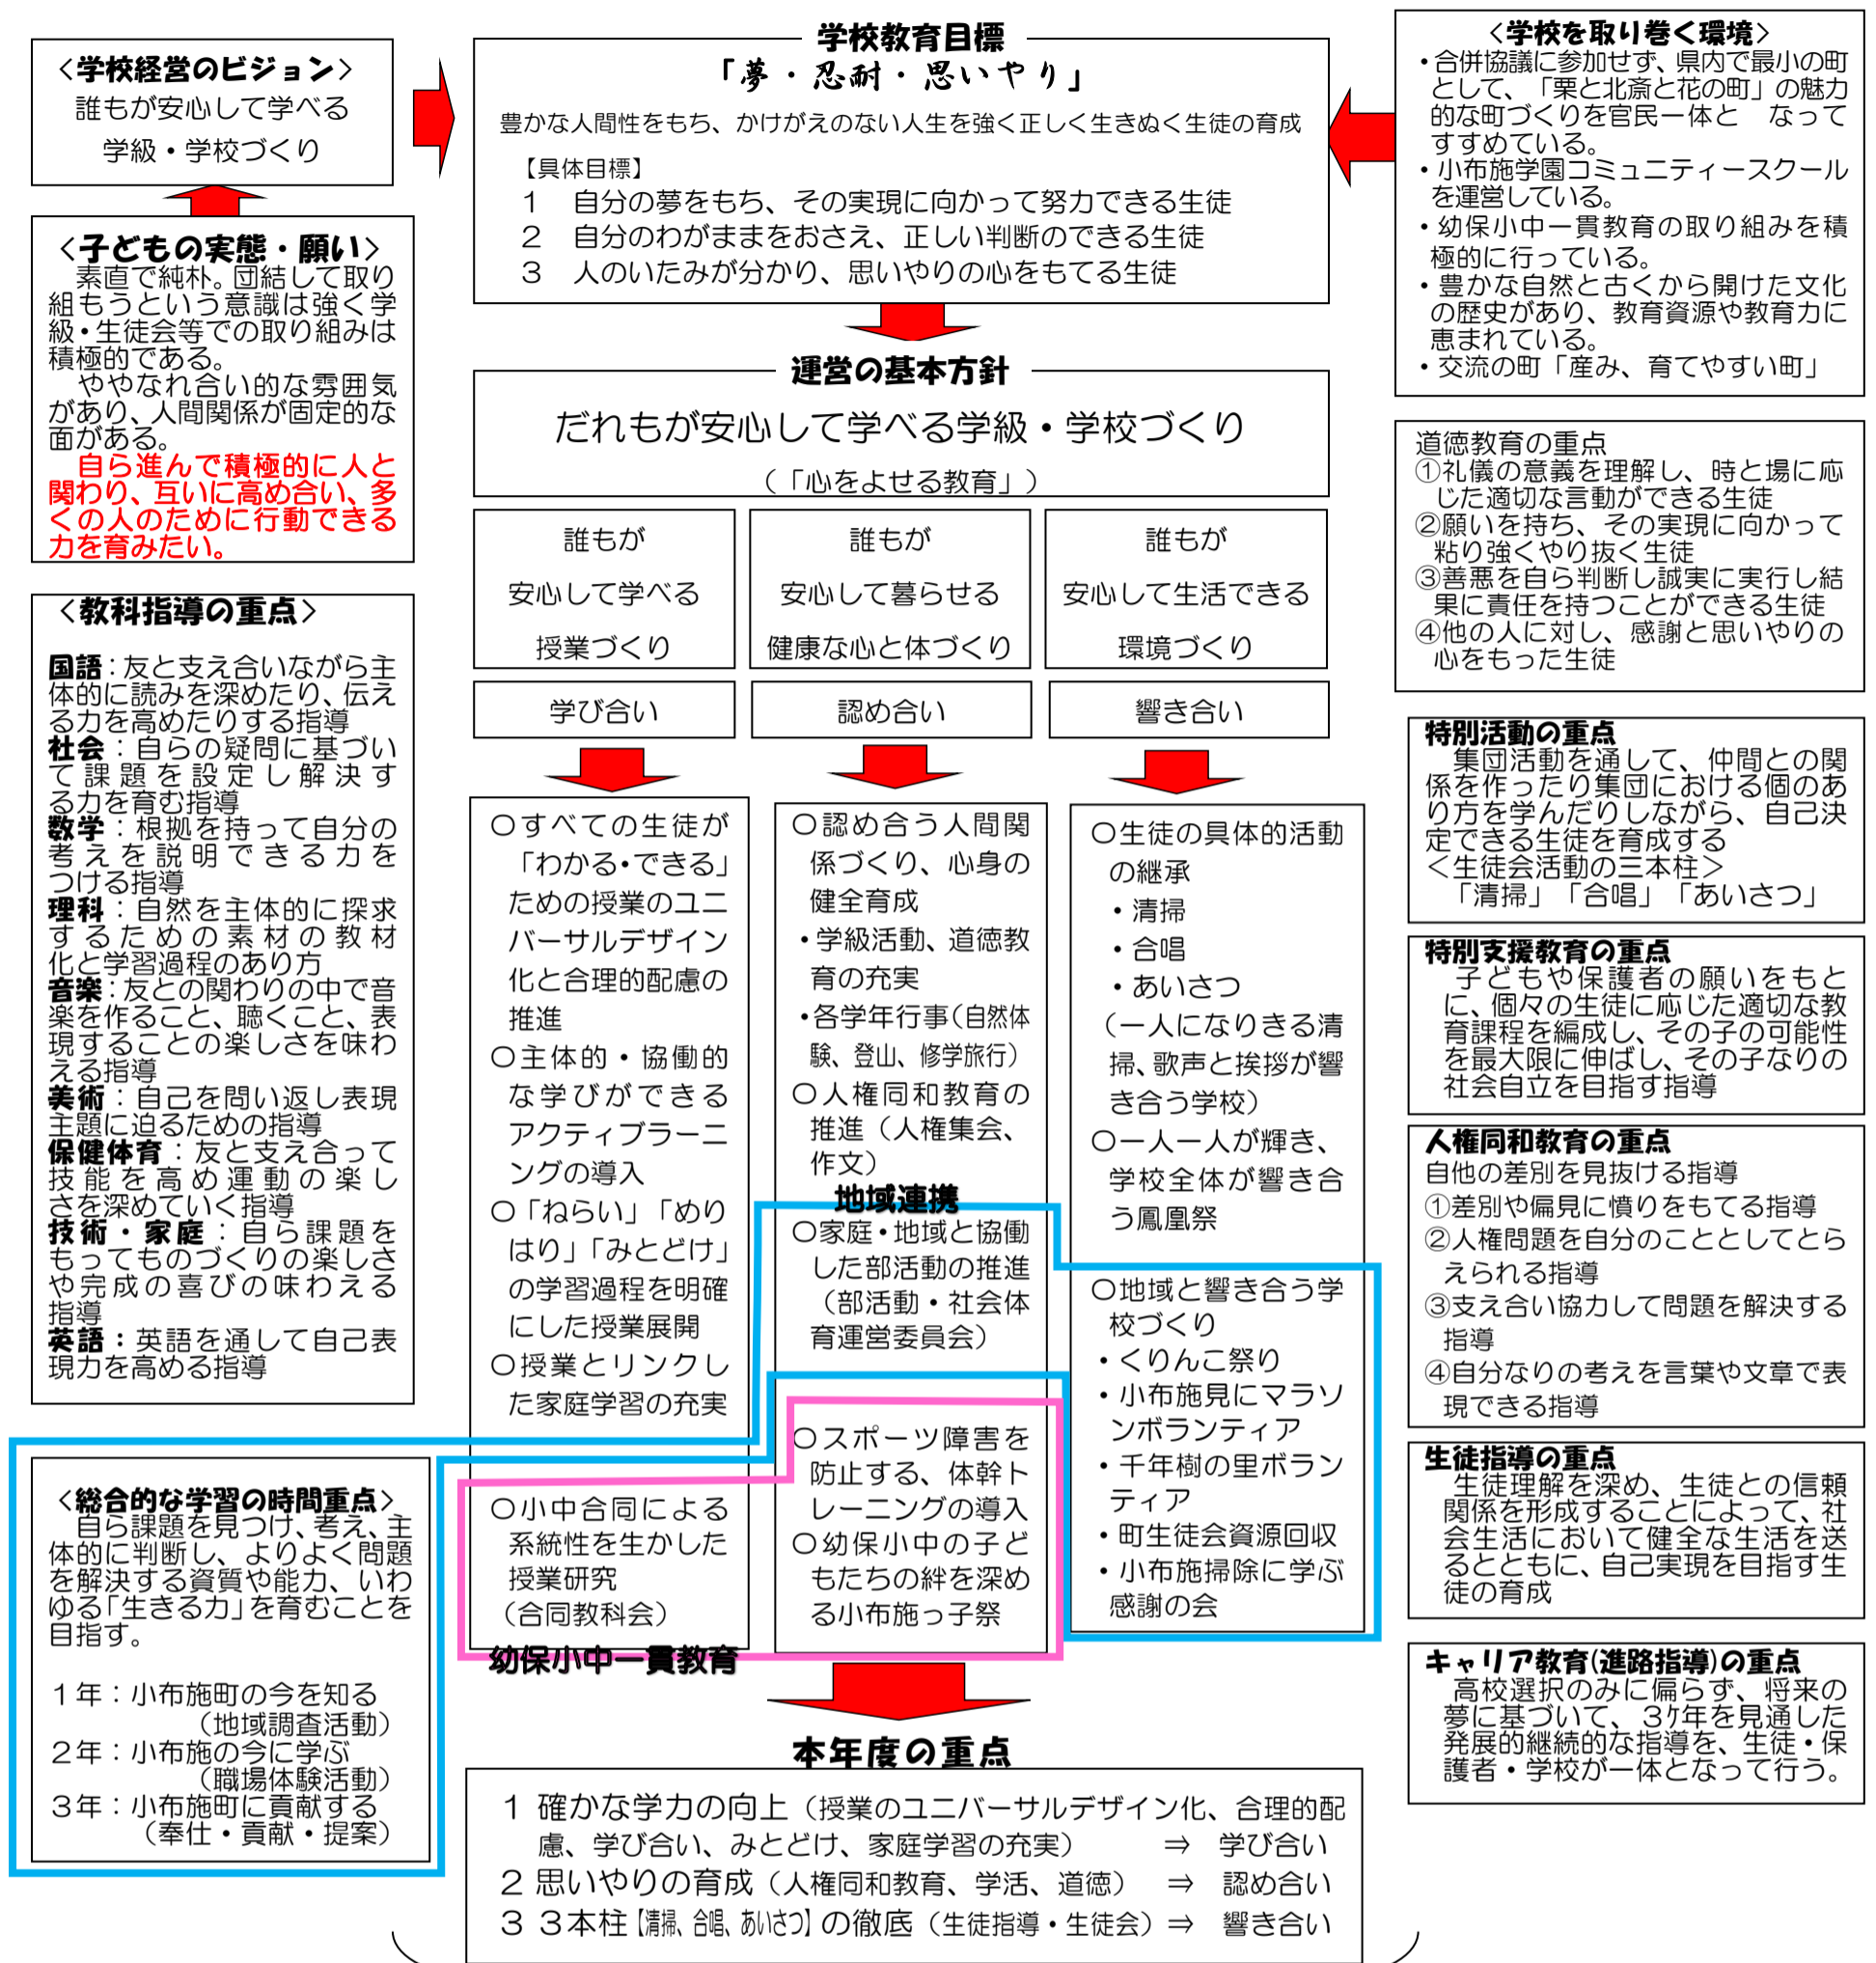 <学校経営のビジョン>
誰もが安心して学べる
学級・学校づくり
<子どもの実態・願い>
素直で純朴。団結して取り
組もうという意識は強く学
級・生徒会等での取り組みは
積極的である。
ややなれ合い的な雰囲気
があり、人間関係が固定的な
面がある。
自ら進んで積極的に人と
関わり、互いに高め合い、多
くの人のために行動できる
力を育みたい。
<教科指導の重点>
国語：友と支え合いながら主
体的に読みを深めたり、伝え
る力を高めたりする指導
社会：自らの疑問に基づい
て課題を設定し解決す
る力を育む指導
数学：根拠を持って自分の
考えを説明できる力を
つける指導
理科：自然を主体的に探求
するための素材の教材
化と学習過程のあり方
音楽：友との関わりの中で音
楽を作ること、聴くこと、表
現することの楽しさを味わ
える指導
美術：自己を問い返し表現
主題に迫るための指導
保健体育：友と支え合って
技能を高め運動の楽し
さを深めていく指導
技術・家庭：自ら課題を
もってものづくりの楽しさ
や完成の喜びの味わえる
指導
英語：英語を通して自己表
現力を高める指導
<総合的な学習の時間重点>
自ら課題を見つけ、考え、主
体的に判断し、よりよく問題
を解決する資質や能力、いわ
ゆる「生きる力」を育むことを
目指す。
１年：小布施町の今を知る
（地域調査活動）
２年：小布施の今に学ぶ
（職場体験活動）
３年：小布施町に貢献する
（奉仕・貢献・提案）
学校教育目標
「夢・忍耐・思いやり」
豊かな人間性をもち、かけがえのない人生を強く正しく生きぬく生徒の育成
【具体目標】
１　自分の夢をもち、その実現に向かって努力できる生徒
２　自分のわがままをおさえ、正しい判断のできる生徒
３　人のいたみが分かり、思いやりの心をもてる生徒
運営の基本方針
だれもが安心して学べる学級・学校づくり
（「心をよせる教育」）
誰もが
安心して学べる
授業づくり
誰もが
安心して暮らせる
健康な心と体づくり
誰もが
安心して生活できる
環境づくり
学び合い
認め合い
響き合い
○すべての生徒が
「わかる・できる」
ための授業のユニ
バーサルデザイン
化と合理的配慮の
推進
○主体的・協働的
な学びができる
アクティブラーニ
ングの導入
○「ねらい」「めり
はり」「みとどけ」
の学習過程を明確
にした授業展開
○授業とリンクし
た家庭学習の充実
○小中合同による
系統性を生かした
授業研究
（合同教科会）
幼保小中一貫教育
○認め合う人間関
係づくり、心身の
健全育成
・学級活動、道徳教
育の充実
・各学年行事（自然体
験、登山、修学旅行）
○人権同和教育の
推進（人権集会、
作文）
地域連携
○家庭・地域と協働
した部活動の推進
（部活動・社会体
育運営委員会）
○スポーツ障害を
防止する、体幹ト
レーニングの導入
○幼保小中の子ど
もたちの絆を深め
る小布施っ子祭
○生徒の具体的活動
の継承
・清掃
・合唱
・あいさつ
（一人になりきる清
掃、歌声と挨拶が響
き合う学校）
○一人一人が輝き、
学校全体が響き合
う鳳凰祭
○地域と響き合う学
校づくり
・くりんこ祭り
・小布施見にマラソ
ンボランティア
・千年樹の里ボラン
ティア
・町生徒会資源回収
・小布施掃除に学ぶ
感謝の会
本年度の重点
１ 確かな学力の向上（授業のユニバーサルデザイン化、合理的配
慮、学び合い、みとどけ、家庭学習の充実）　⇒　学び合い
２ 思いやりの育成（人権同和教育、学活、道徳）　⇒　認め合い
３ ３本柱【清掃、合唱、あいさつ】の徹底（生徒指導・生徒会）⇒　響き合い
<学校を取り巻く環境>
・合併協議に参加せず、県内で最小の町
として、「栗と北斎と花の町」の魅力
的な町づくりを官民一体と　なって
すすめている。
・小布施学園コミュニティースクール
を運営している。
・幼保小中一貫教育の取り組みを積
極的に行っている。
・豊かな自然と古くから開けた文化
の歴史があり、教育資源や教育力に
恵まれている。
・交流の町「産み、育てやすい町」
道徳教育の重点
①礼儀の意義を理解し、時と場に応
じた適切な言動ができる生徒
②願いを持ち、その実現に向かって
粘り強くやり抜く生徒
③善悪を自ら判断し誠実に実行し結
果に責任を持つことができる生徒
④他の人に対し、感謝と思いやりの
心をもった生徒
特別活動の重点
集団活動を通して、仲間との関
係を作ったり集団における個のあ
り方を学んだりしながら、自己決
定できる生徒を育成する
＜生徒会活動の三本柱＞
「清掃」「合唱」「あいさつ」
特別支援教育の重点
子どもや保護者の願いをもと
に、個々の生徒に応じた適切な教
育課程を編成し、その子の可能性
を最大限に伸ばし、その子なりの
社会自立を目指す指導
人権同和教育の重点
自他の差別を見抜ける指導
①差別や偏見に憤りをもてる指導
②人権問題を自分のこととしてとら
えられる指導
③支え合い協力して問題を解決する
指導
④自分なりの考えを言葉や文章で表
現できる指導
生徒指導の重点
生徒理解を深め、生徒との信頼
関係を形成することによって、社
会生活において健全な生活を送
るとともに、自己実現を目指す生
徒の育成
キャリア教育(進路指導)の重点
高校選択のみに偏らず、将来の
夢に基づいて、３ヶ年を見通した
発展的継続的な指導を、生徒・保
護者・学校が一体となって行う。